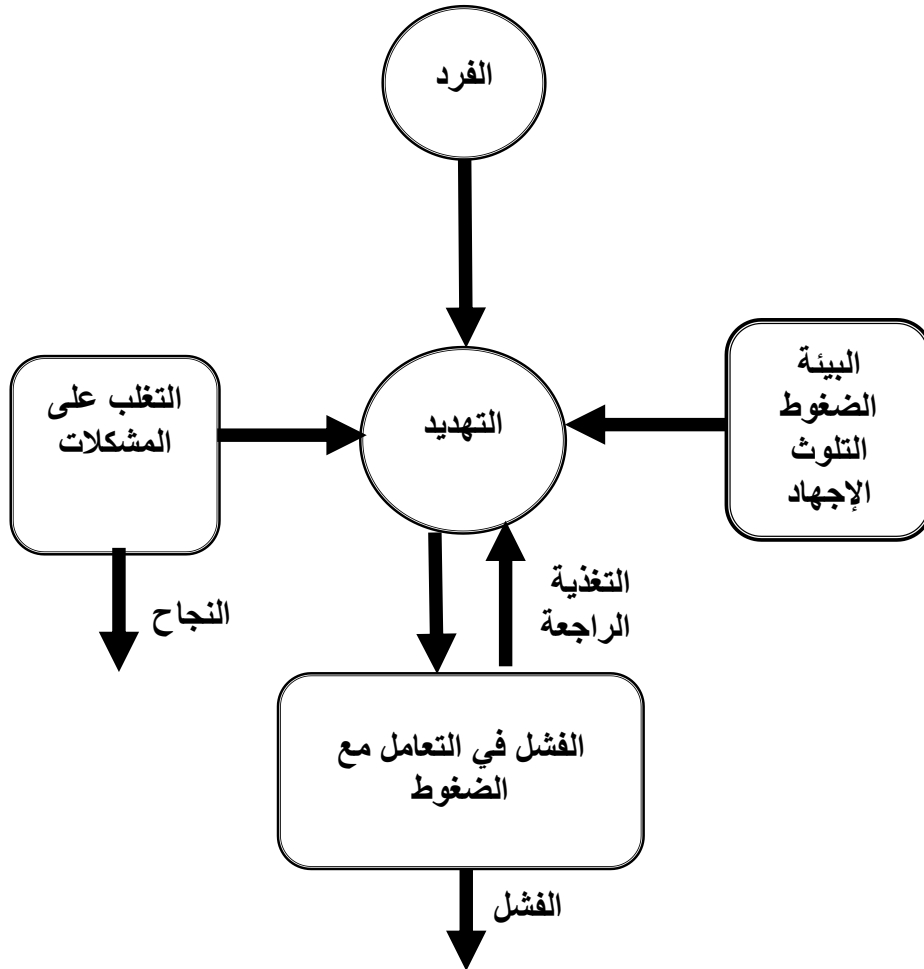 الفرد
البيئة
الضغوط
التلوث
الإجهاد
التهديد
التغلب على
المشكلات
النجاح
التغذية
الراجعة
الفشل في التعامل مع
الضغوط
الفشل